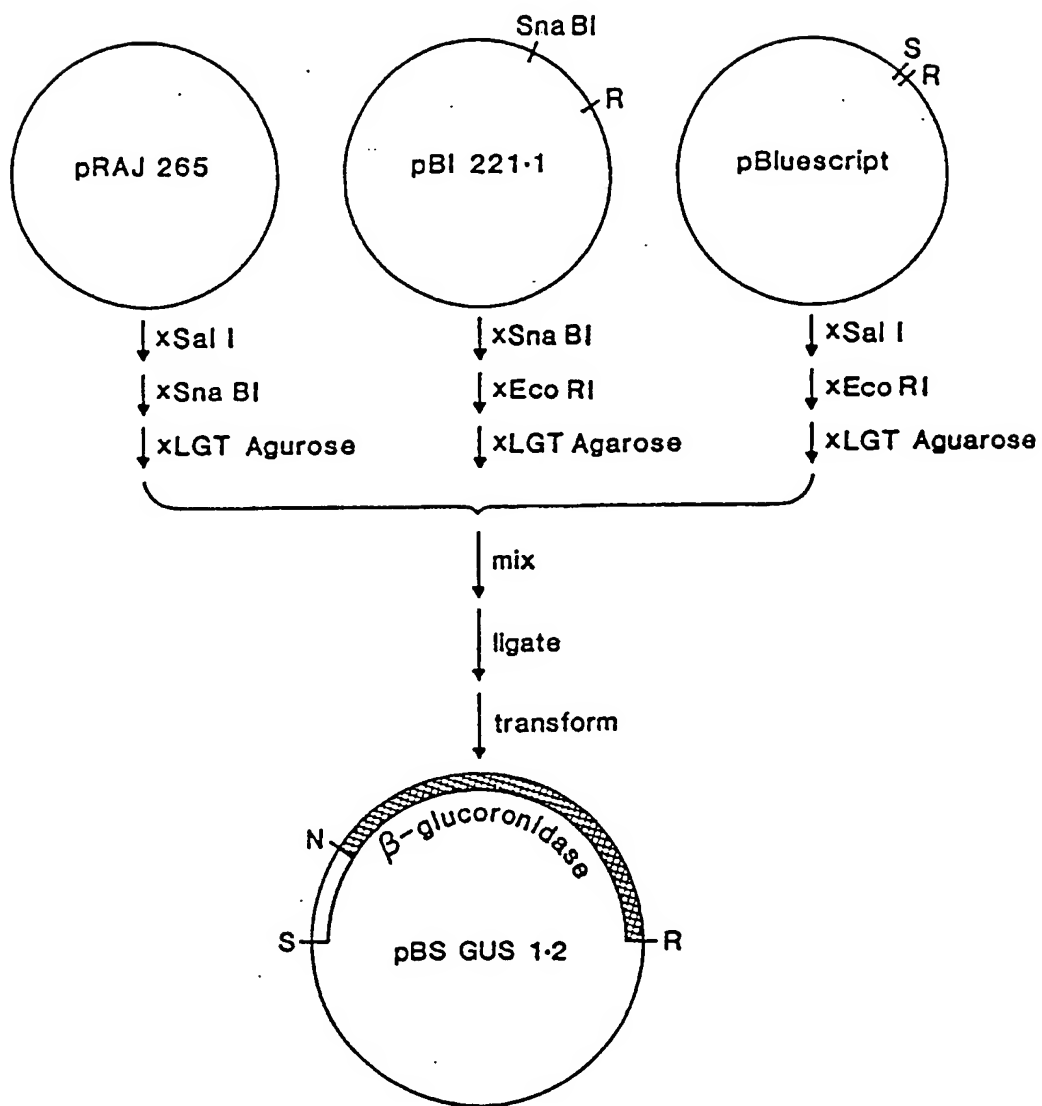 Sna BI
R
S
R
pRAJ 265
pBI 221·1
pBluescript
xSal I
xSna BI
xLGT Agurose
xSna BI
xEco RI
xLGT Agarose
xSal I
xEco RI
xLGT Aguarose
mix
ligate
transform
N
β-glucoronidase
S
R
pBS GUS 1·2